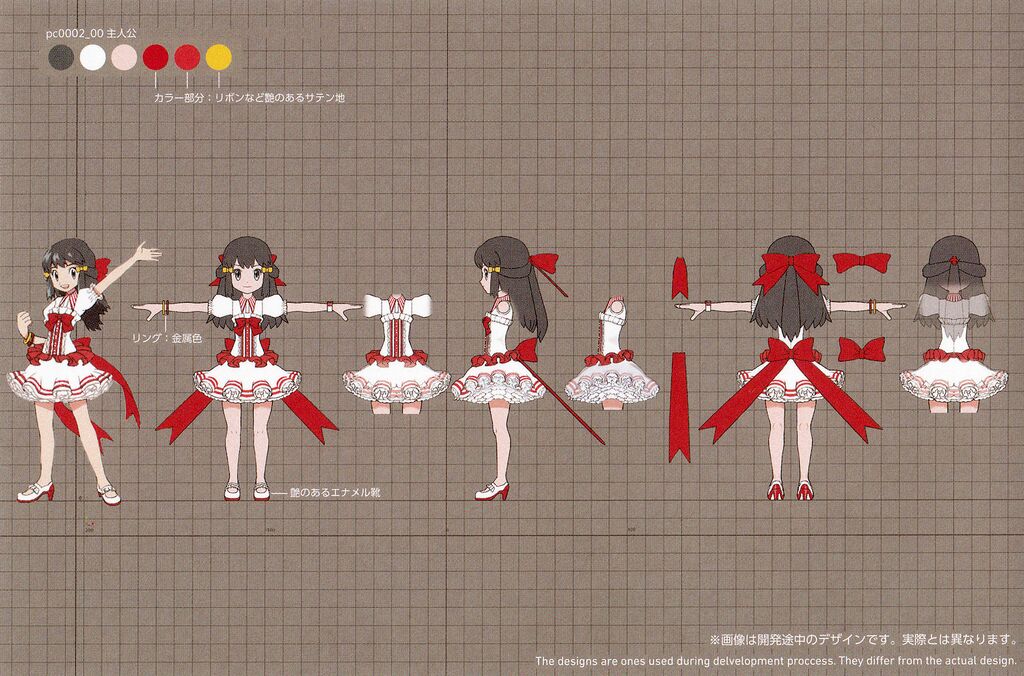 pc0002_00 主人公
カラー部分：リボンなど艶のあるサテン地
リング：金属色
艶のあるエナメル靴
※画像は開発途中のデザインです。実際とは異なります。
The designs are ones used during delvelopment proccess. They differ from the actual design.